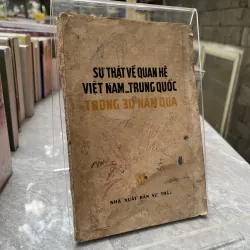 SỰ THẬT VỀ QUAN HỆ
VIỆT NAM-TRUNG QUỐC
TRONG 30 NĂM QUA
NHÀ XUẤT BẢN SỰ THẬT